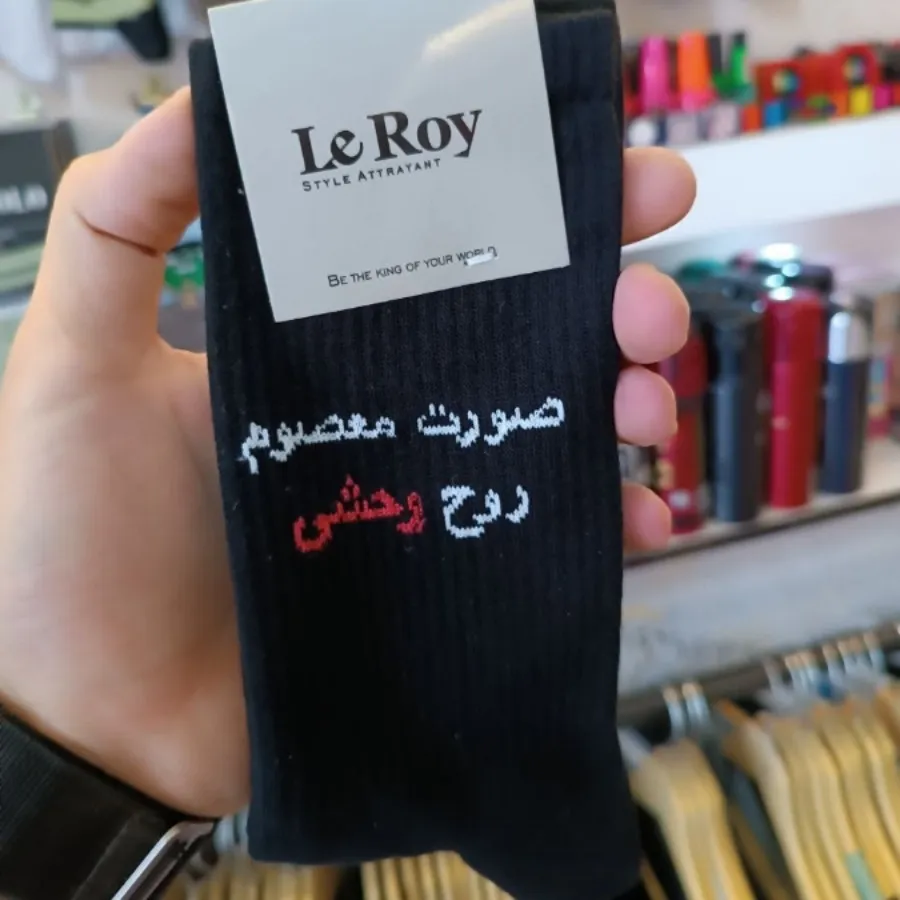 Le Roy
STYLE ATTRAYANT
BE THE KING OF YOUR WORLD
صورت معصوم
روح وحشی